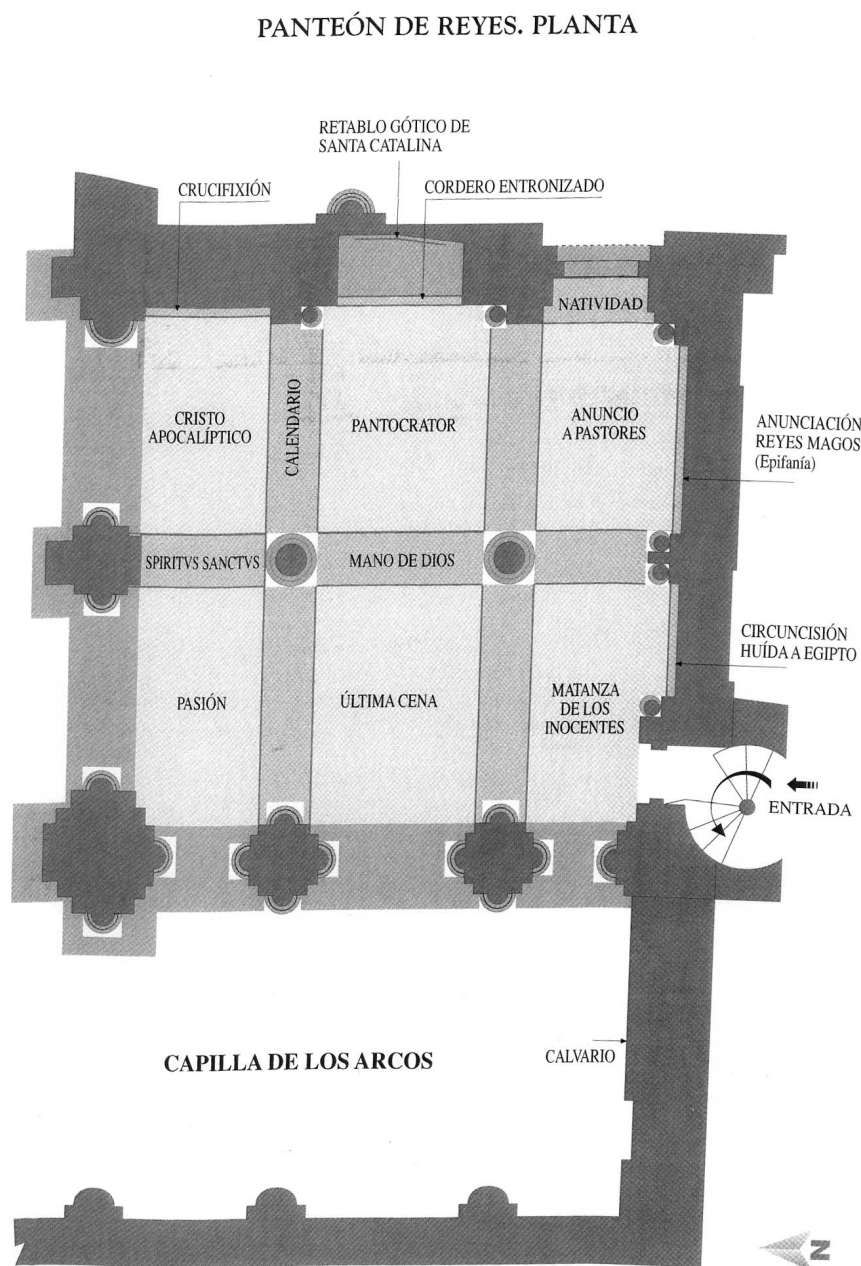 PANTEÓN DE REYES. PLANTA
RETABLO GÓTICO DE
SANTA CATALINA
CRUCIFIXIÓN
CORDERO ENTRONIZADO
NATIVIDAD
CRISTO
APOCALÍPTICO
CALENDARIO
PANTOCRATOR
ANUNCIO
A PASTORES
ANUNCIACIÓN
REYES MAGOS
(Epifanía)
SPIRITVS SANCTVS
MANO DE DIOS
CIRCUNCISIÓN
HUÍDA A EGIPTO
PASIÓN
ÚLTIMA CENA
MATANZA
DE LOS
INOCENTES
ENTRADA
CAPILLA DE LOS ARCOS
CALVARIO
N